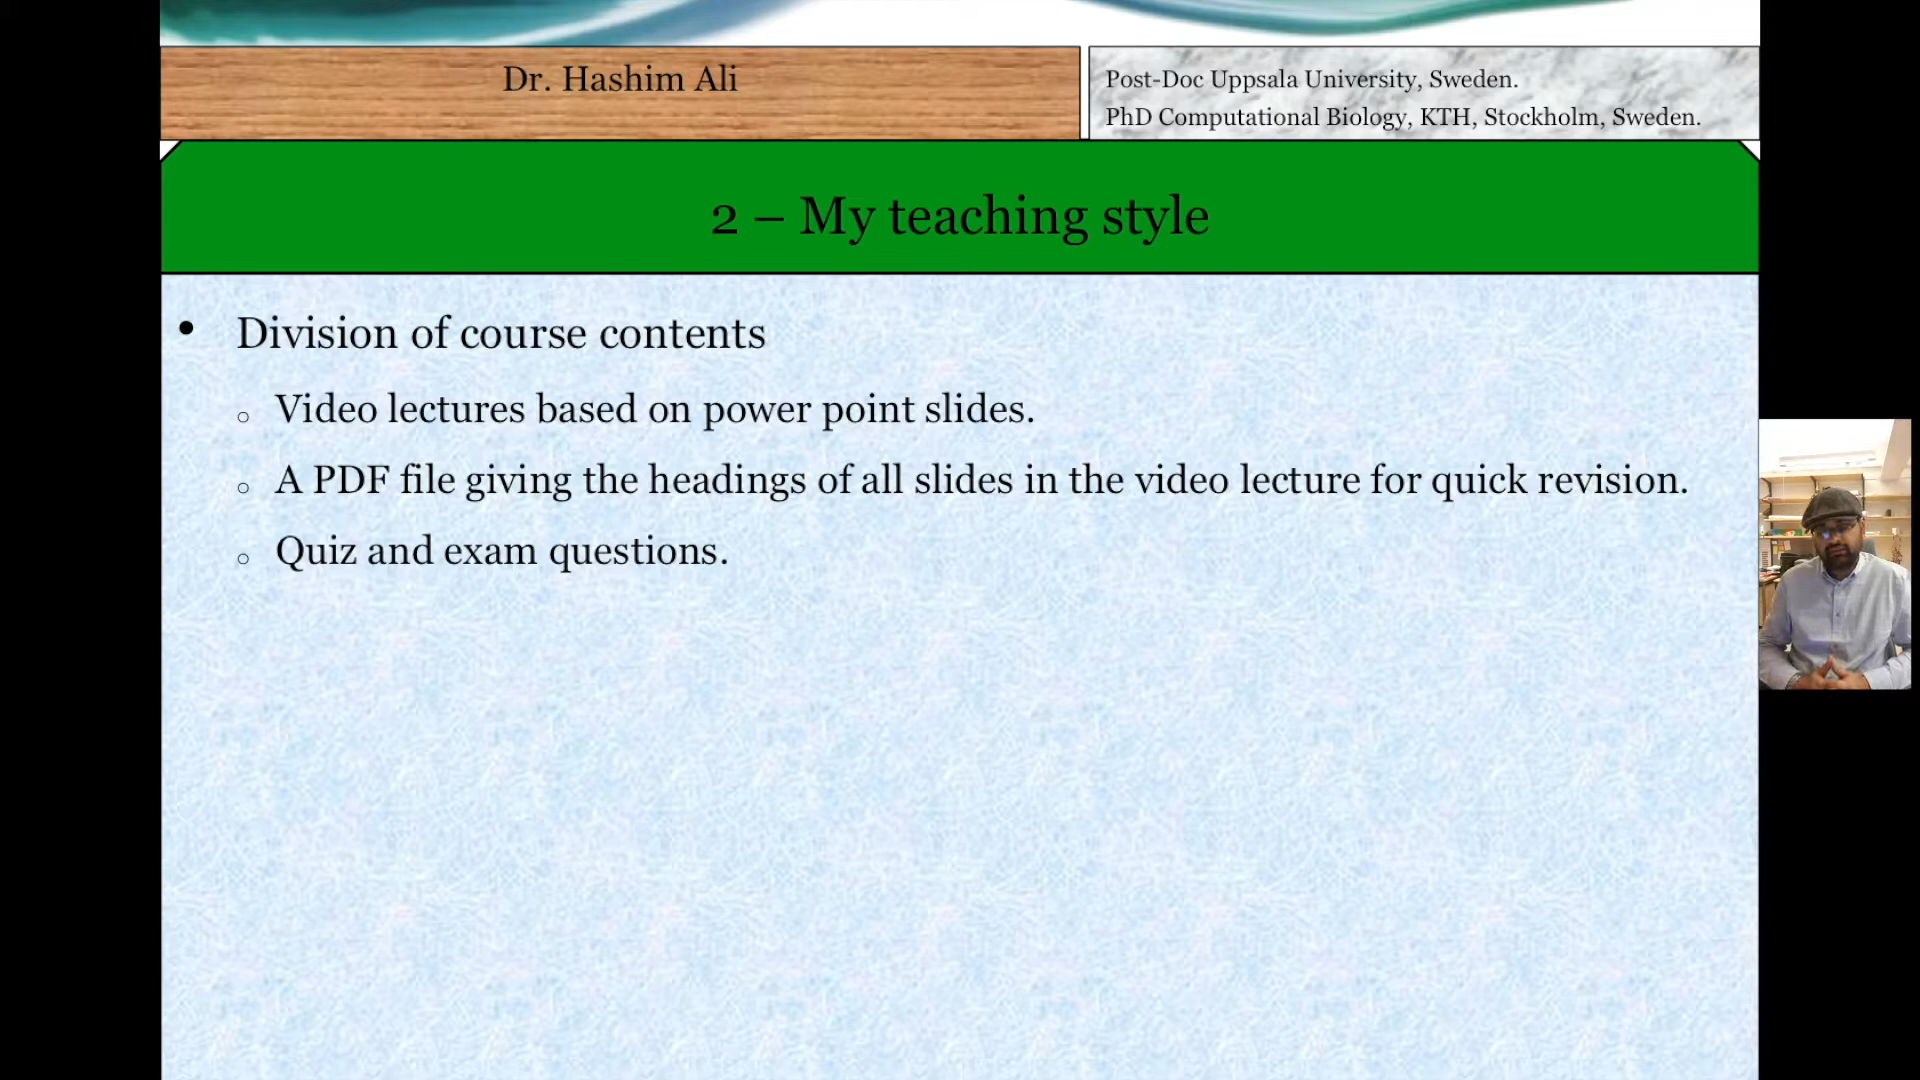 Dr. Hashim Ali
Post-Doc Uppsala University, Sweden.
PhD Computational Biology, KTH, Stockholm, Sweden.
2 – My teaching style
• Division of course contents
○ Video lectures based on power point slides.
○ A PDF file giving the headings of all slides in the video lecture for quick revision.
○ Quiz and exam questions.